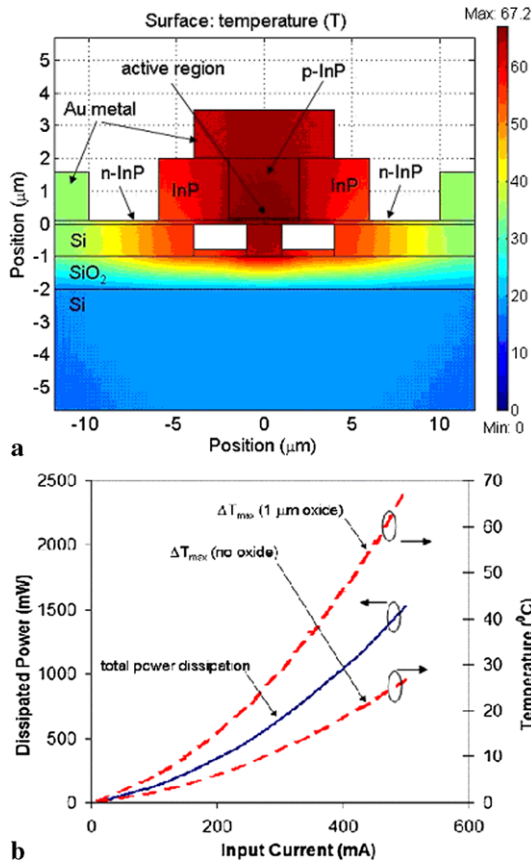 Surface: temperature (T)
Max: 67.2
active region
p-InP
Au metal
n-InP
InP
InP
n-InP
Si
SiO2
Si
5
4
3
2
1
0
-1
-2
-3
-4
-5
Position (μm)
-10
-5
0
5
10
Position (μm)
60
50
40
30
20
10
0
Min: 0
a
2500
2000
1500
1000
500
0
Dissipated Power (mW)
ΔTmax (1 μm oxide)
ΔTmax (no oxide)
total power dissipation
70
60
50
40
30
20
10
0
Temperature (°C)
0
200
400
600
Input Current (mA)
b